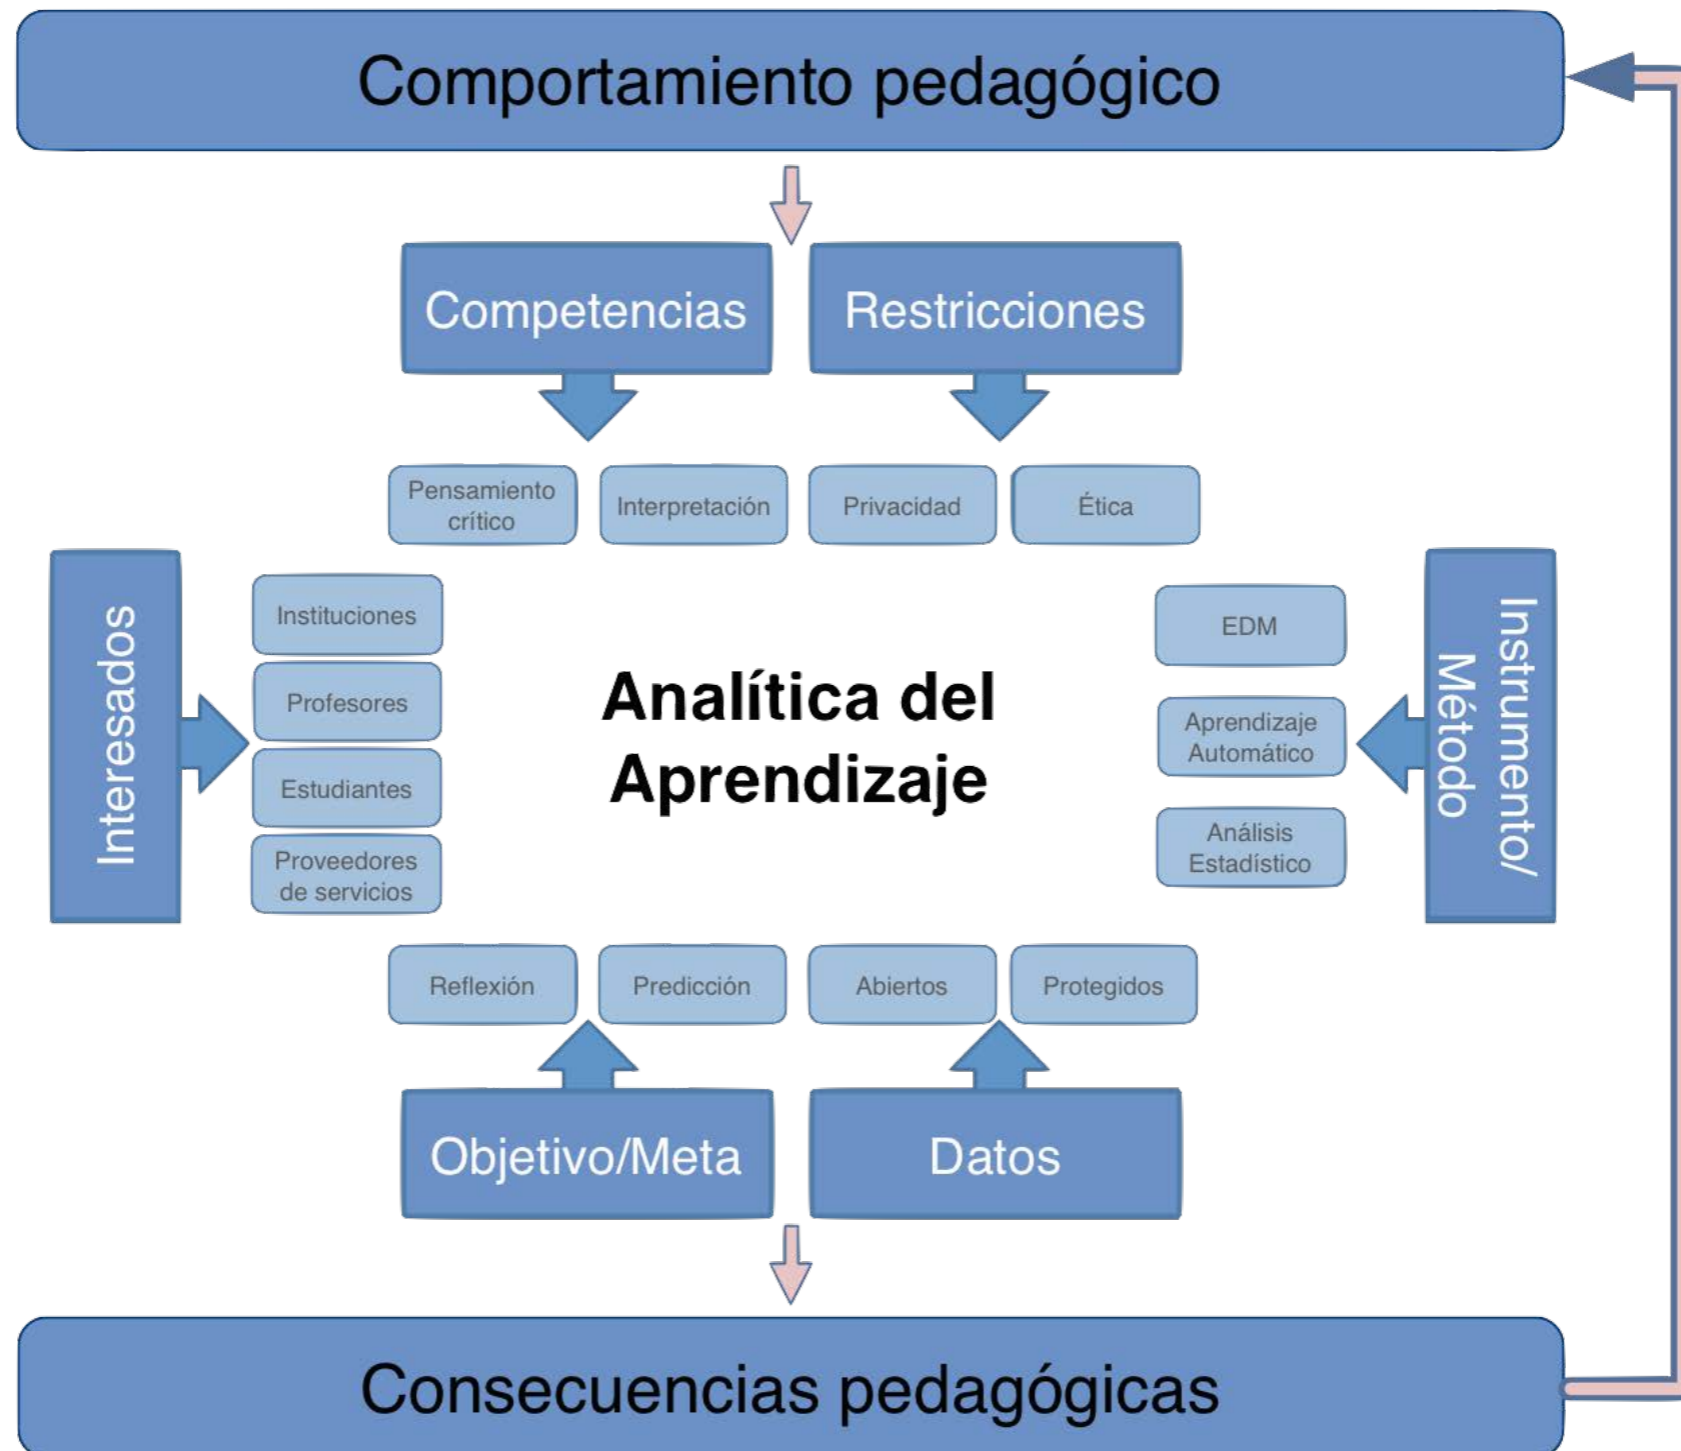 Comportamiento pedagógico
Competencias
Restricciones
Pensamiento
crítico
Interpretación
Privacidad
Ética
Interesados
Instituciones
Profesores
Estudiantes
Proveedores
de servicios
Analítica del
Aprendizaje
EDM
Aprendizaje
Automático
Análisis
Estadístico
Instrumento/
Método
Reflexión
Predicción
Abiertos
Protegidos
Objetivo/Meta
Datos
Consecuencias pedagógicas